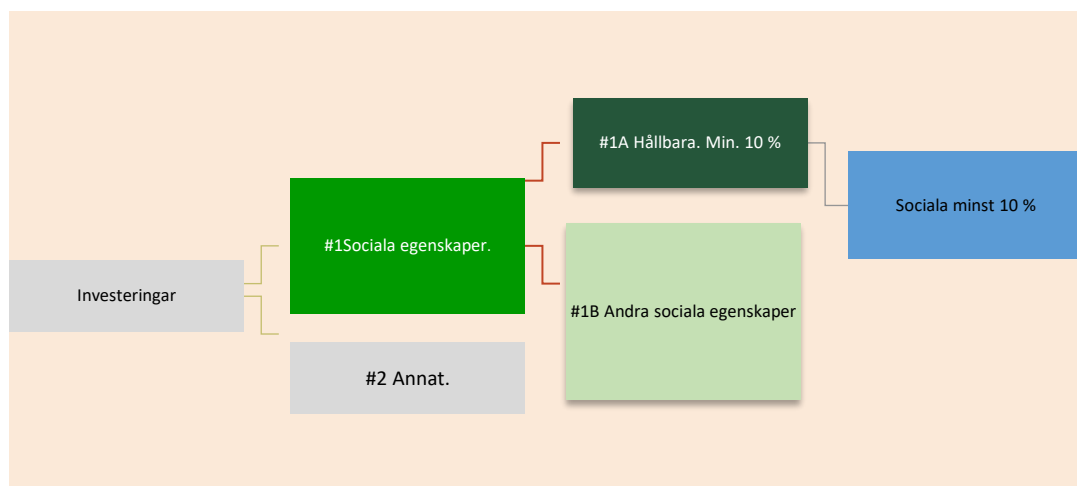 Investeringar
#1Sociala egenskaper.
#2 Annat.
#1A Hållbara. Min. 10 %
#1B Andra sociala egenskaper
Sociala minst 10 %